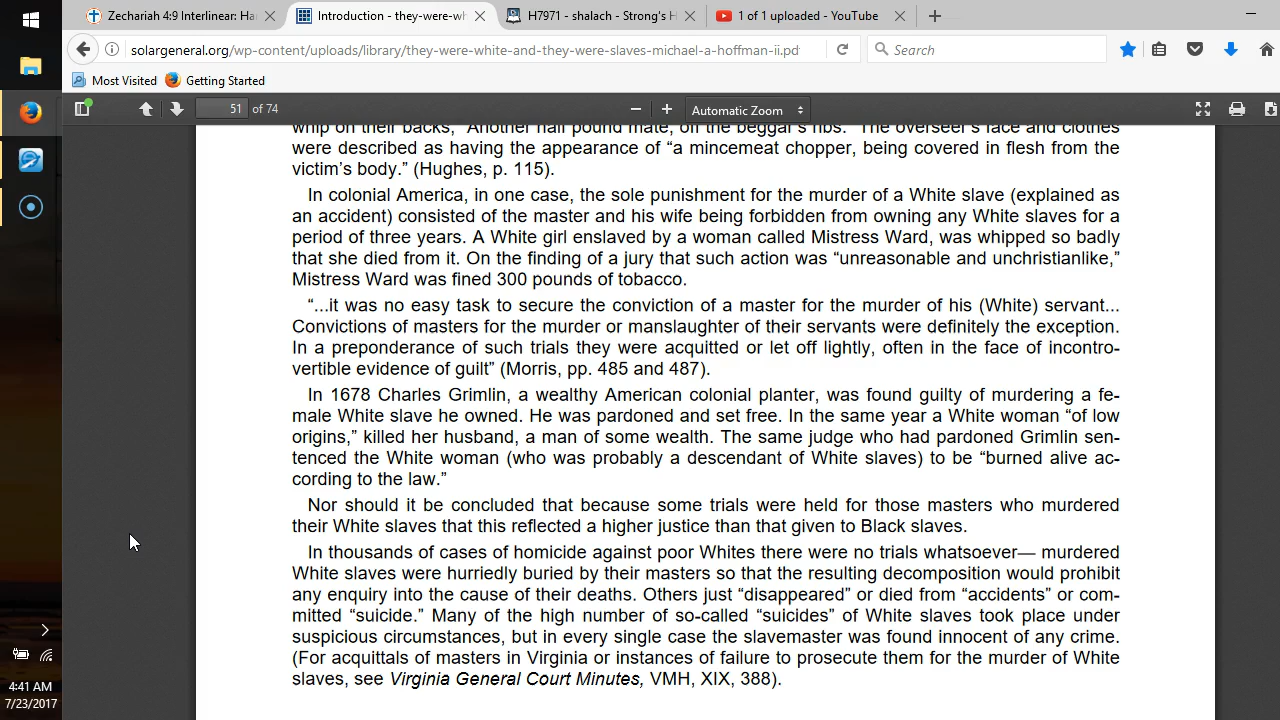 Zechariah 4:9 Interlinear: Ha
Introduction - they-were-wh
H7971 - shalach - Strong's H
1 of 1 uploaded - YouTube
solargeneral.org/wp-content/uploads/library/they-were-white-and-they-were-slaves-michael-a-hoffman-ii.pd
Search
Most Visited
Getting Started
51 of 74
Automatic Zoom
whip on their backs, “Another half pound mate, off the beggar’s ribs.” The overseer’s face and clothes
were described as having the appearance of “a mincemeat chopper, being covered in flesh from the
victim’s body.” (Hughes, p. 115).
In colonial America, in one case, the sole punishment for the murder of a White slave (explained as
an accident) consisted of the master and his wife being forbidden from owning any White slaves for a
period of three years. A White girl enslaved by a woman called Mistress Ward, was whipped so badly
that she died from it. On the finding of a jury that such action was “unreasonable and unchristianlike,”
Mistress Ward was fined 300 pounds of tobacco.
“...it was no easy task to secure the conviction of a master for the murder of his (White) servant...
Convictions of masters for the murder or manslaughter of their servants were definitely the exception.
In a preponderance of such trials they were acquitted or let off lightly, often in the face of incontro-
vertible evidence of guilt” (Morris, pp. 485 and 487).
In 1678 Charles Grimlin, a wealthy American colonial planter, was found guilty of murdering a fe-
male White slave he owned. He was pardoned and set free. In the same year a White woman “of low
origins,” killed her husband, a man of some wealth. The same judge who had pardoned Grimlin sen-
tenced the White woman (who was probably a descendant of White slaves) to be “burned alive ac-
cording to the law.”
Nor should it be concluded that because some trials were held for those masters who murdered
their White slaves that this reflected a higher justice than that given to Black slaves.
In thousands of cases of homicide against poor Whites there were no trials whatsoever— murdered
White slaves were hurriedly buried by their masters so that the resulting decomposition would prohibit
any enquiry into the cause of their deaths. Others just “disappeared” or died from “accidents” or com-
mitted “suicide.” Many of the high number of so-called “suicides” of White slaves took place under
suspicious circumstances, but in every single case the slavemaster was found innocent of any crime.
(For acquittals of masters in Virginia or instances of failure to prosecute them for the murder of White
slaves, see Virginia General Court Minutes, VMH, XIX, 388).
4:41 AM
7/23/2017